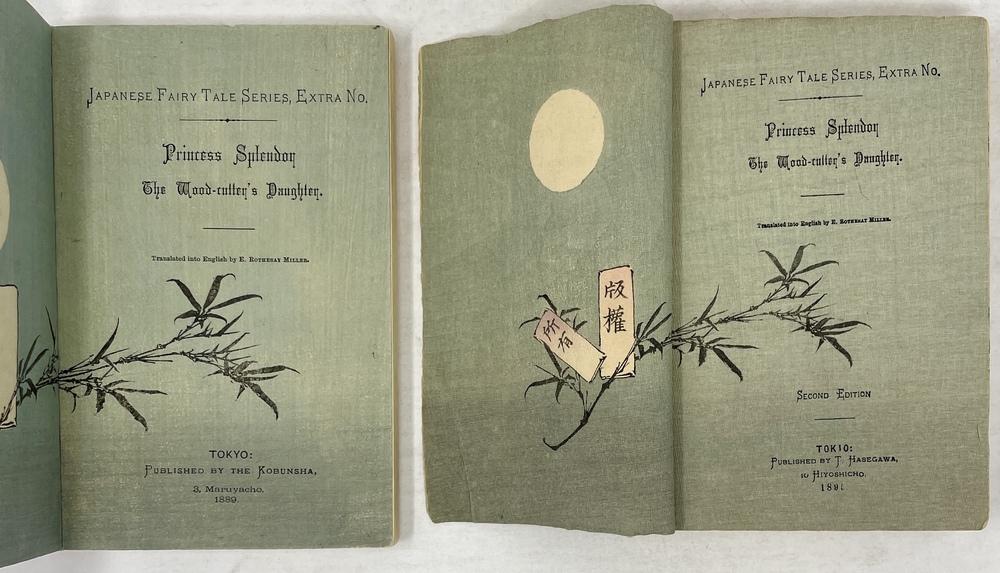 Japanese Fairy Tale Series, Extra No.
Princess Splendor
The Wood-cutter's Daughter.
Translated into English by E. Rothesay Miller.
TOKYO:
Published by the Kobunsha,
3, Maruyacho.
1889.
版權
所有
Japanese Fairy Tale Series, Extra No.
Princess Splendor
The Wood-cutter's Daughter.
Translated into English by E. Rothesay Miller.
Second Edition
TOKIO:
Published by T. Hasegawa,
10 Hiyoshicho.